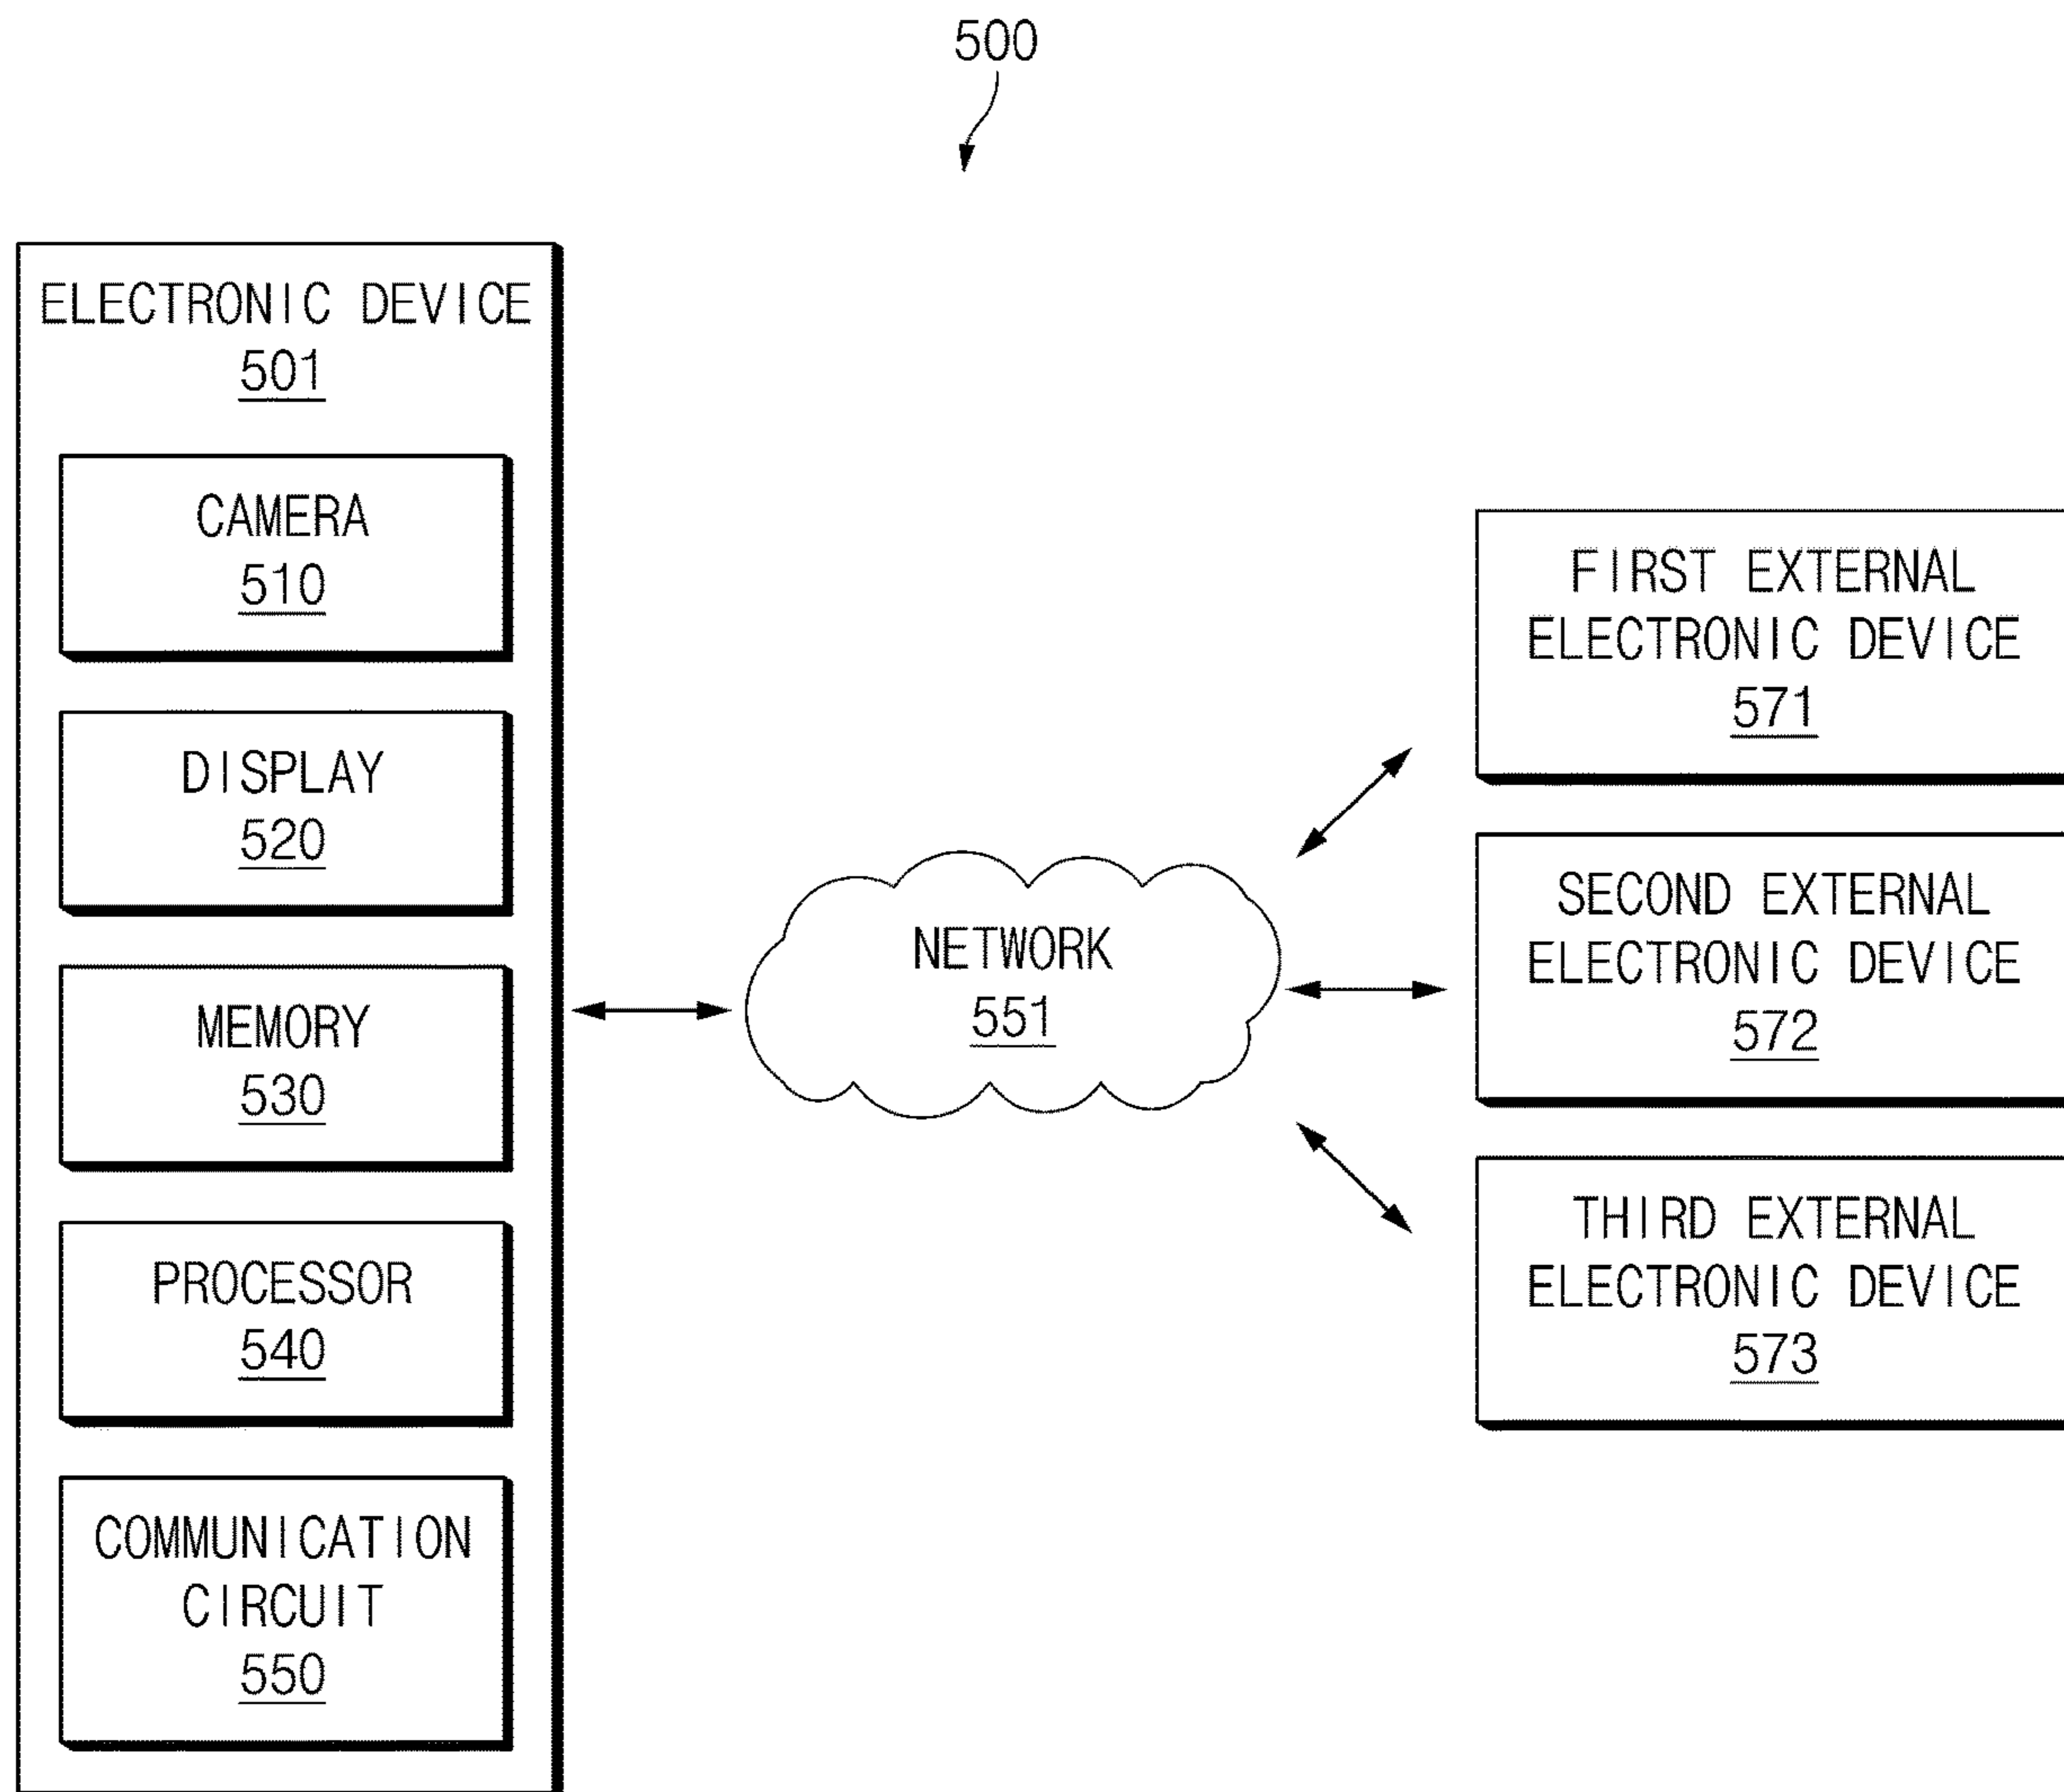 500
ELECTRONIC DEVICE
501
CAMERA
510
DISPLAY
520
MEMORY
530
PROCESSOR
540
COMMUNICATION
CIRCUIT
550
NETWORK
551
FIRST EXTERNAL
ELECTRONIC DEVICE
571
SECOND EXTERNAL
ELECTRONIC DEVICE
572
THIRD EXTERNAL
ELECTRONIC DEVICE
573